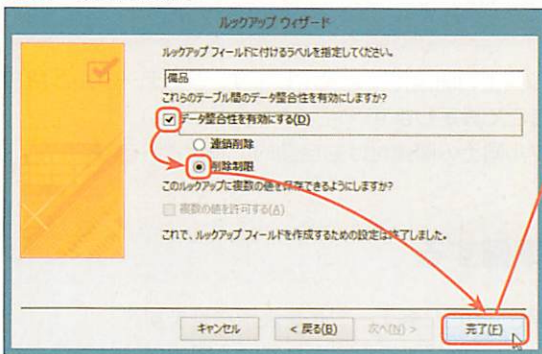 ルックアップ ウィザード
ルックアップ フィールドに付けるラベルを指定してください。
備品
これらのテーブル間のデータ整合性を有効にしますか?
データ整合性を有効にする(D)
連鎖削除
削除制限
このルックアップに複数の値を保存できるようにしますか?
複数の値を許可する(A)
これで、ルックアップ フィールドを作成するための設定は終了しました。
キャンセル < 戻る(B) 次へ(N) > 完了(F)